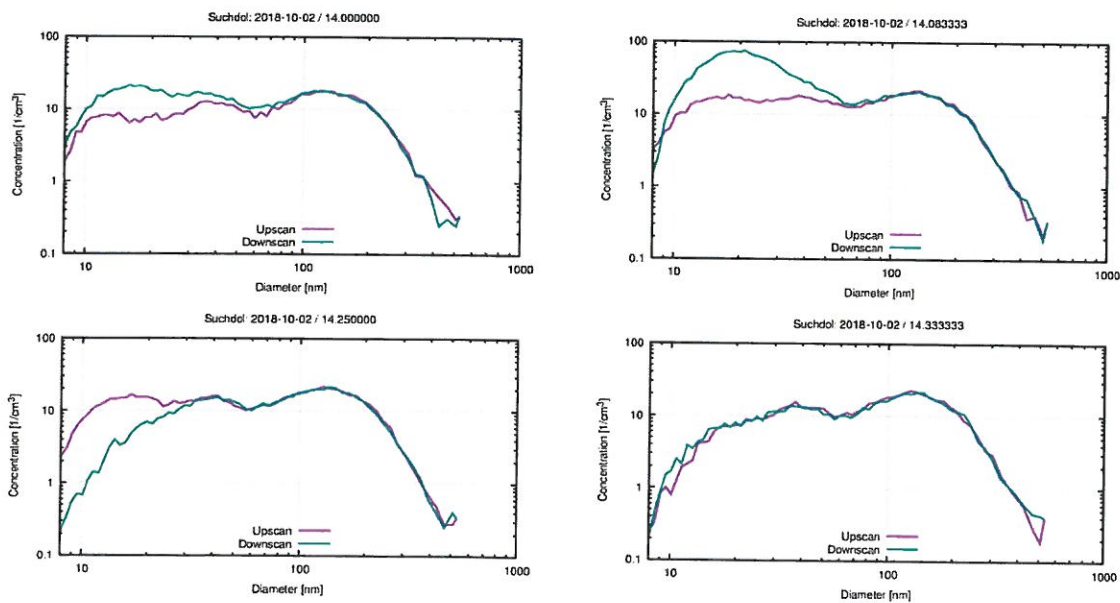 Suchdol: 2018-10-02 / 14.000000
100
10
1
0.1
Concentration [1/cm³]
Upscan
Downscan
10
100
1000
Diameter [nm]
Suchdol: 2018-10-02 / 14.083333
100
10
1
0.1
Concentration [1/cm³]
Upscan
Downscan
10
100
1000
Diameter [nm]
Suchdol: 2018-10-02 / 14.250000
100
10
1
0.1
Concentration [1/cm³]
Upscan
Downscan
10
100
1000
Diameter [nm]
Suchdol: 2018-10-02 / 14.333333
100
10
1
0.1
Concentration [1/cm³]
Upscan
Downscan
10
100
1000
Diameter [nm]